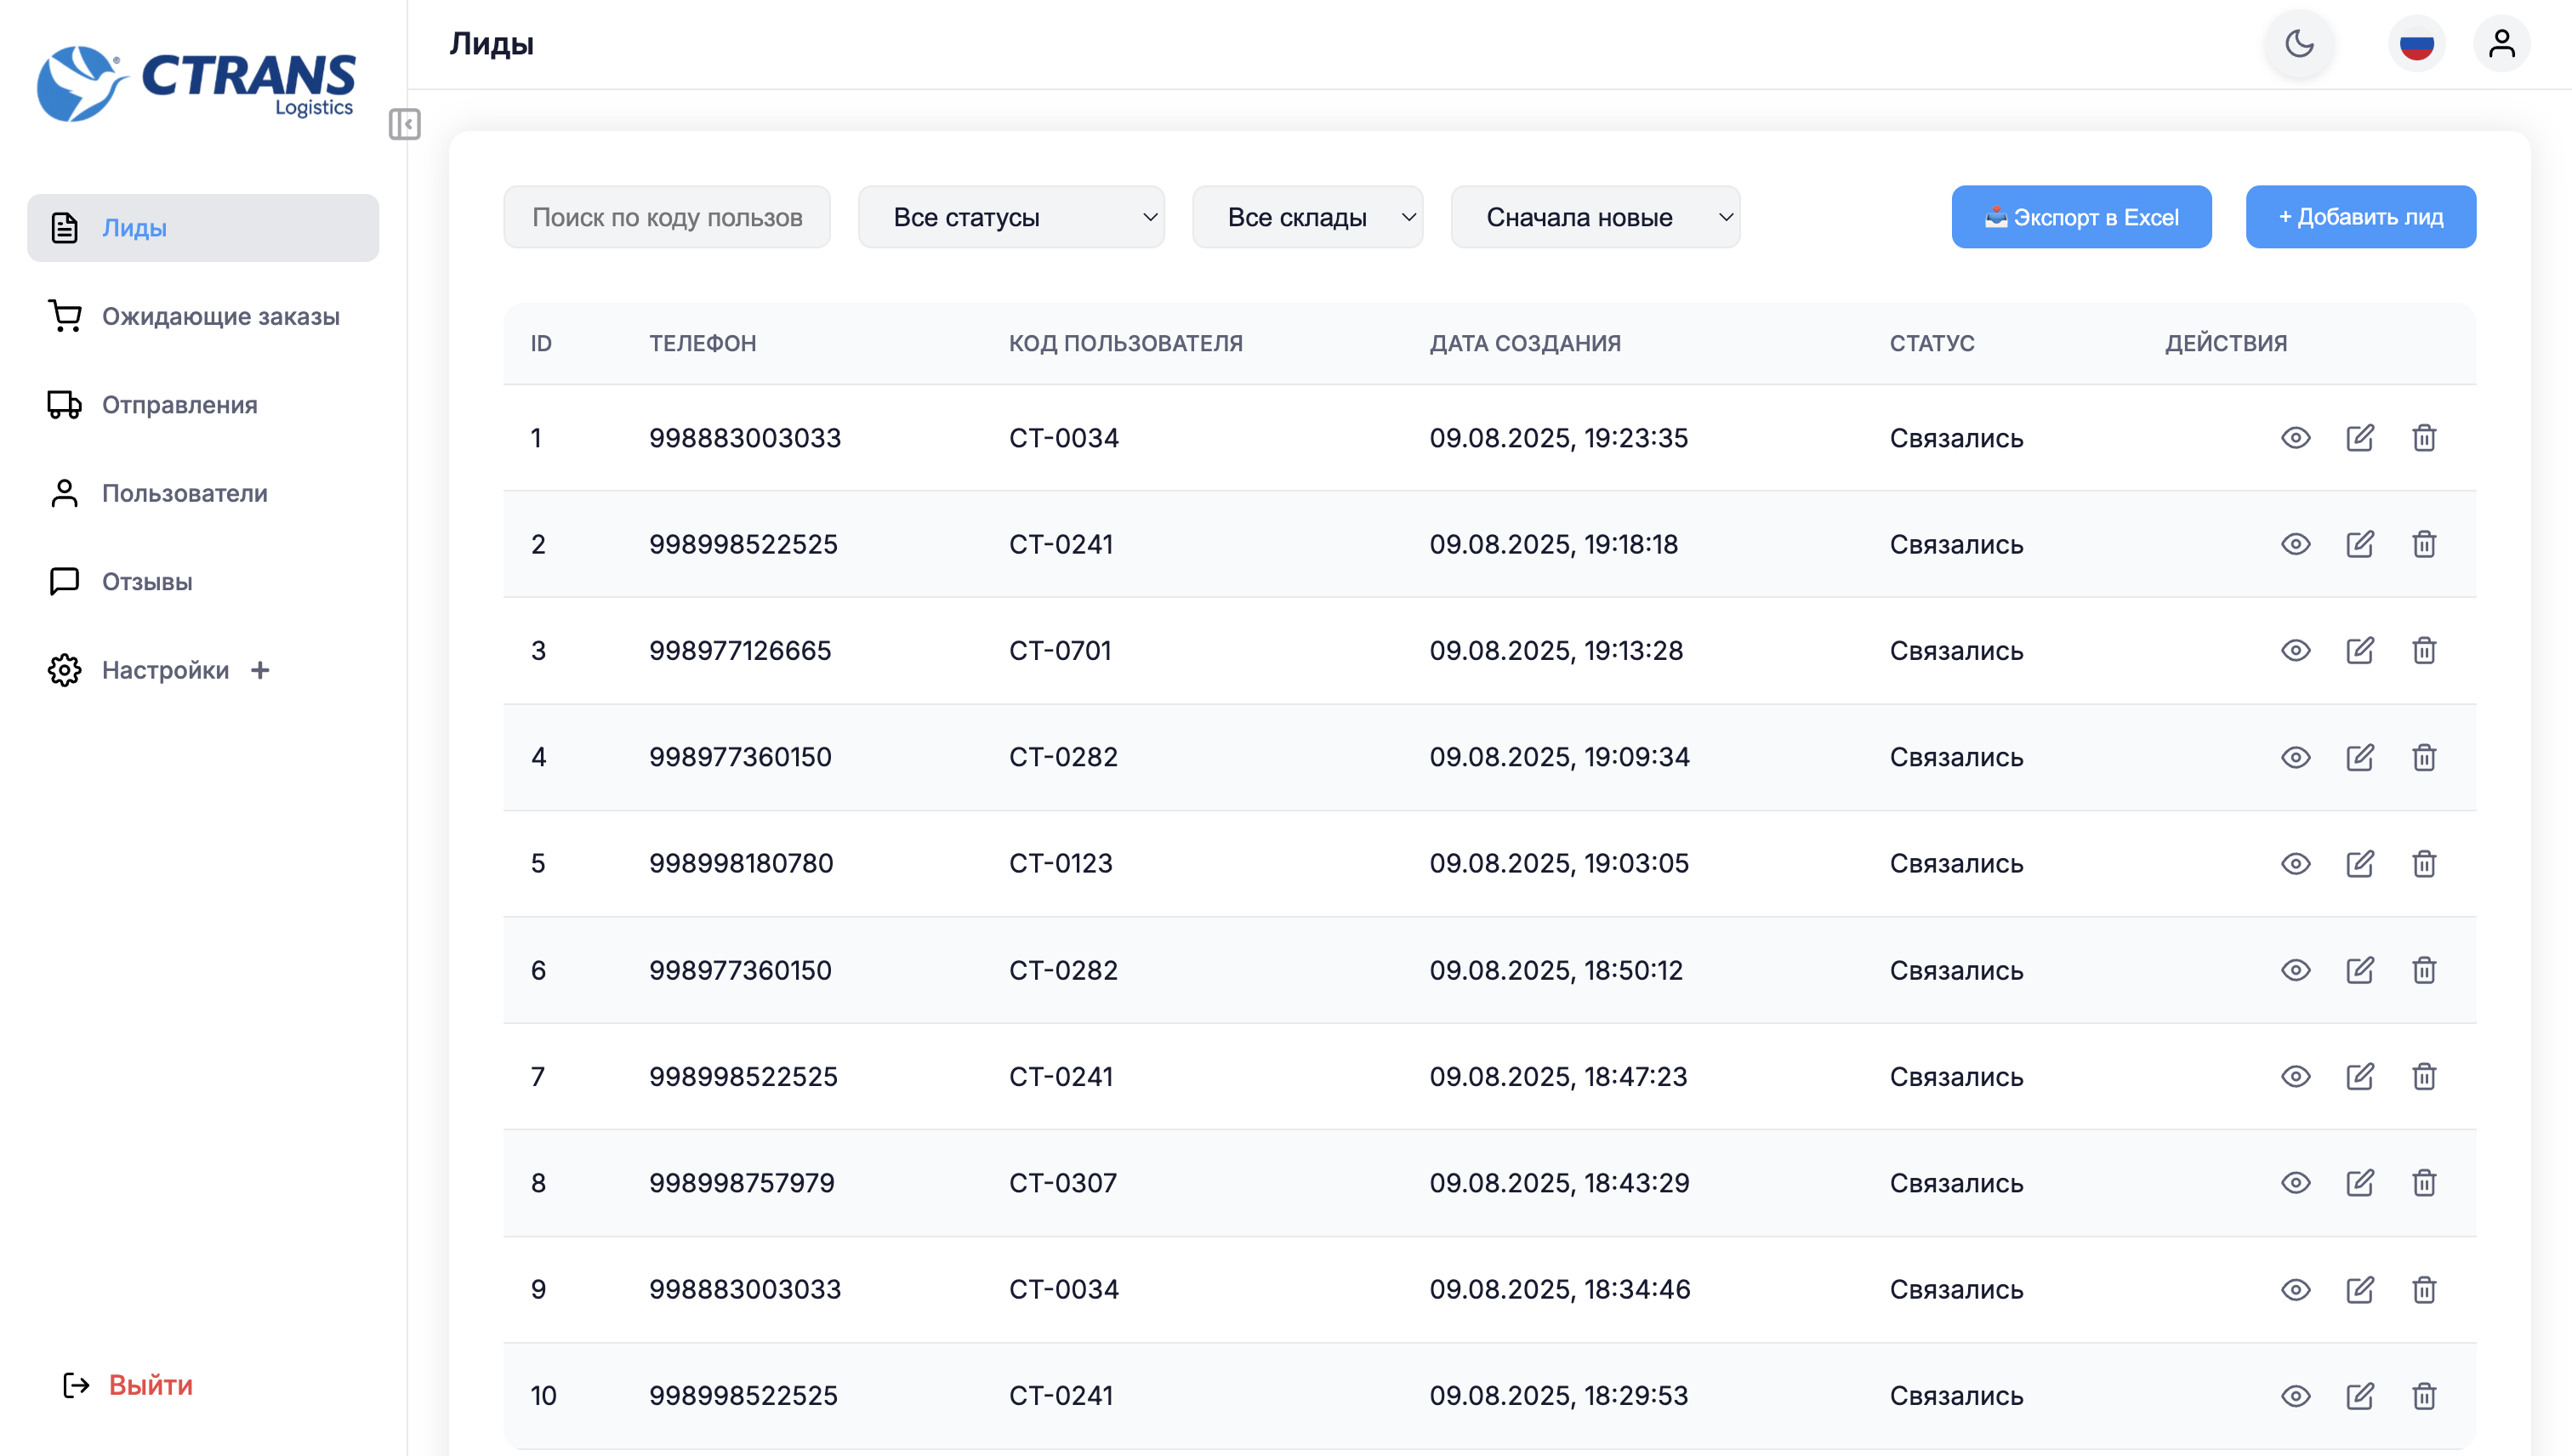 CTRANS
Logistics
Лиды
Ожидающие заказы
Отправления
Пользователи
Отзывы
Настройки +
Выйти
Лиды
Поиск по коду пользов
Все статусы
Все склады
Сначала новые
Экспорт в Excel
+ Добавить лид
ID ТЕЛЕФОН КОД ПОЛЬЗОВАТЕЛЯ ДАТА СОЗДАНИЯ СТАТУС ДЕЙСТВИЯ
1 998883003033 CT-0034 09.08.2025, 19:23:35 Связались
2 998998522525 CT-0241 09.08.2025, 19:18:18 Связались
3 998977126665 CT-0701 09.08.2025, 19:13:28 Связались
4 998977360150 CT-0282 09.08.2025, 19:09:34 Связались
5 998998180780 CT-0123 09.08.2025, 19:03:05 Связались
6 998977360150 CT-0282 09.08.2025, 18:50:12 Связались
7 998998522525 CT-0241 09.08.2025, 18:47:23 Связались
8 998998757979 CT-0307 09.08.2025, 18:43:29 Связались
9 998883003033 CT-0034 09.08.2025, 18:34:46 Связались
10 998998522525 CT-0241 09.08.2025, 18:29:53 Связались